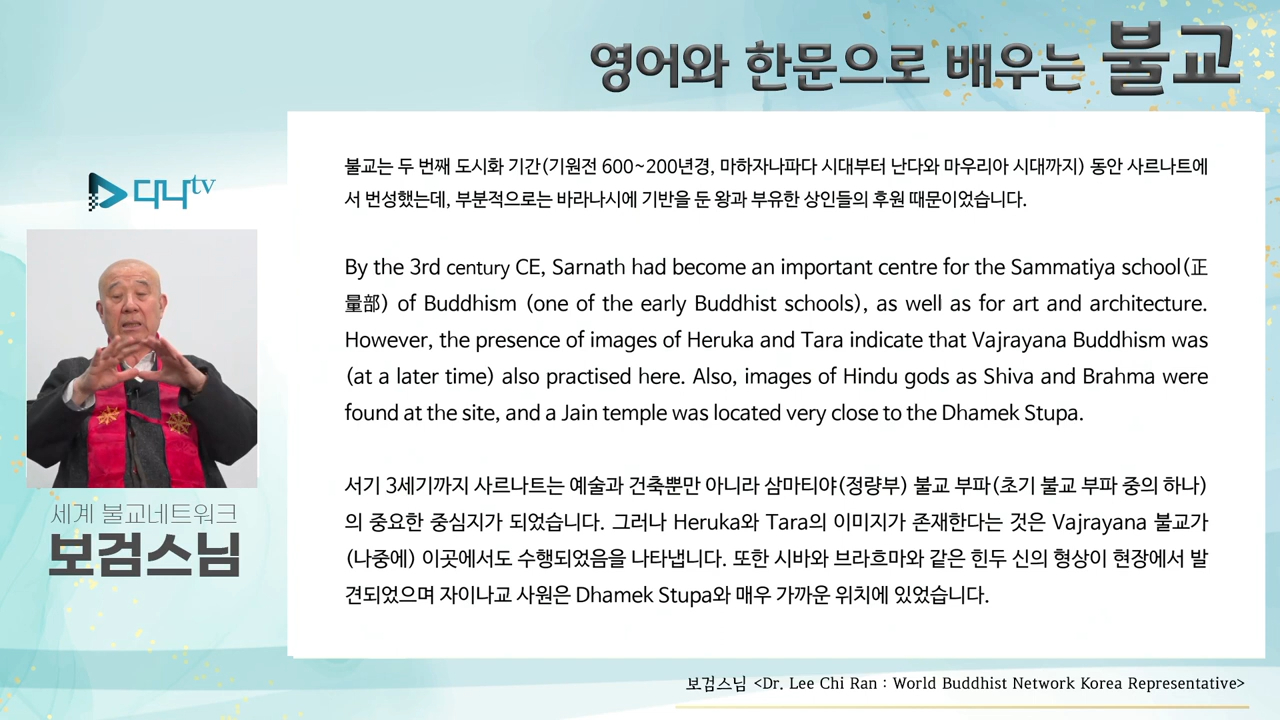 영어와 한문으로 배우는 불교
불교는 두 번째 도시화 기간(기원전 600~200년경, 마하자나파다 시대부터 난다와 마우리아 시대까지) 동안 사르나트에
서 번성했는데, 부분적으로는 바라나시에 기반을 둔 왕과 부유한 상인들의 후원 때문이었습니다.
By the 3rd century CE, Sarnath had become an important centre for the Sammatiya school(正
量部) of Buddhism (one of the early Buddhist schools), as well as for art and architecture.
However, the presence of images of Heruka and Tara indicate that Vajrayana Buddhism was
(at a later time) also practised here. Also, images of Hindu gods as Shiva and Brahma were
found at the site, and a Jain temple was located very close to the Dhamek Stupa.
서기 3세기까지 사르나트는 예술과 건축뿐만 아니라 삼마티야(정량부) 불교 부파(초기 불교 부파 중의 하나)
의 중요한 중심지가 되었습니다. 그러나 Heruka와 Tara의 이미지가 존재한다는 것은 Vajrayana 불교가
(나중에) 이곳에서도 수행되었음을 나타냅니다. 또한 시바와 브라흐마와 같은 힌두 신의 형상이 현장에서 발
견되었으며 자이나교 사원은 Dhamek Stupa와 매우 가까운 위치에 있었습니다.
디나tv
세계 불교네트워크
보검스님
보검스님 <Dr. Lee Chi Ran : World Buddhist Network Korea Representative>